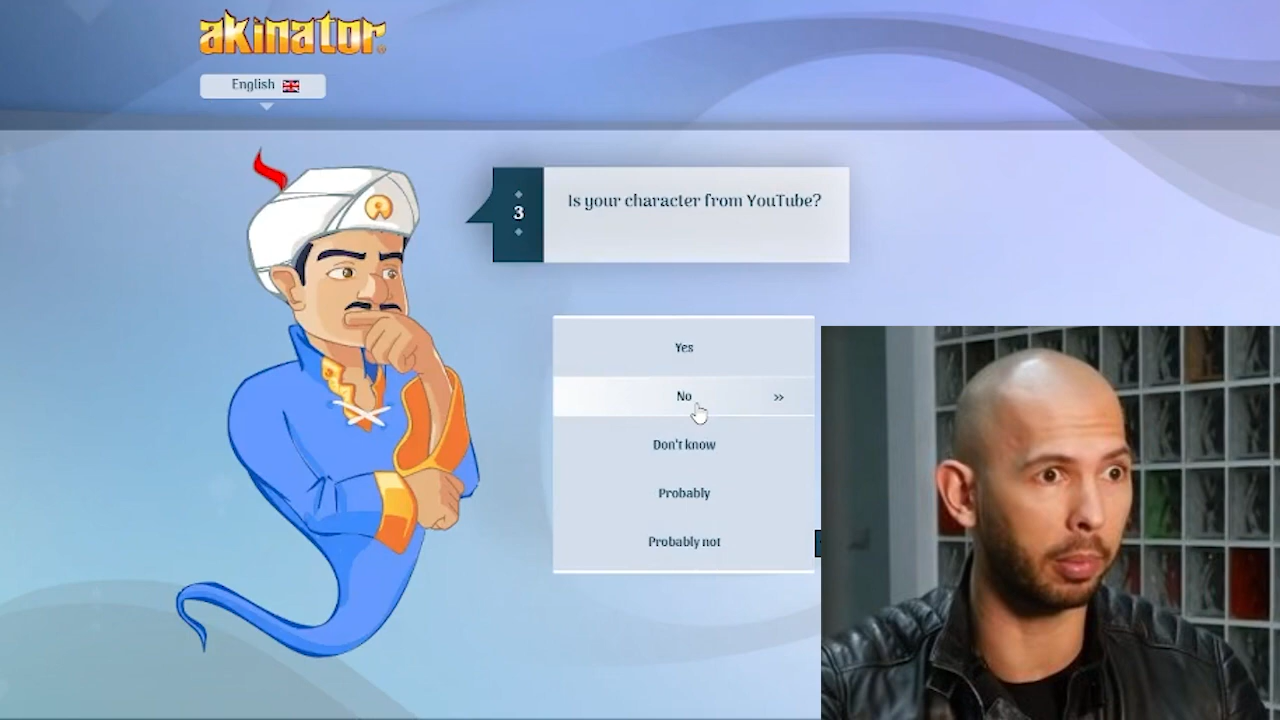 akinator
English
3
Is your character from YouTube?
Yes
No
Don't know
Probably
Probably not